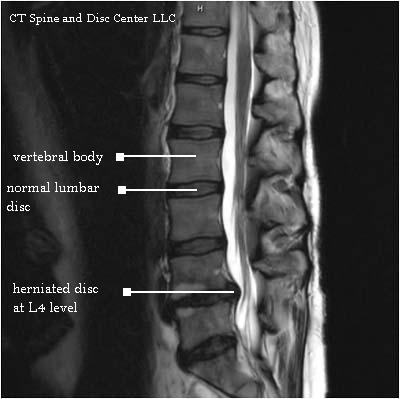 H
CT Spine and Disc Center LLC
vertebral body
normal lumbar
disc
herniated disc
at L4 level